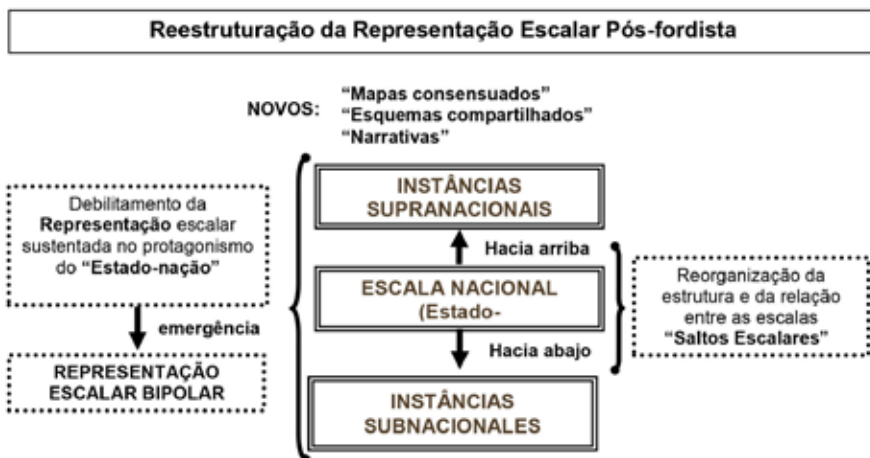 Reestruturação da Representação Escalar Pós-fordista
NOVOS:
“Mapas consensuados”
“Esquemas compartilhados”
“Narrativas”
Debilitamento da
Representação escalar
sustentada no protagonismo
do “Estado-nação”
emergência
REPRESENTAÇÃO
ESCALAR BIPOLAR
INSTÂNCIAS
SUPRANACIONAIS
Hacia arriba
ESCALA NACIONAL
(Estado-
Hacia abajo
INSTÂNCIAS
SUBNACIONALES
Reorganização da
estrutura e da relação
entre as escalas
“Saltos Escalares”